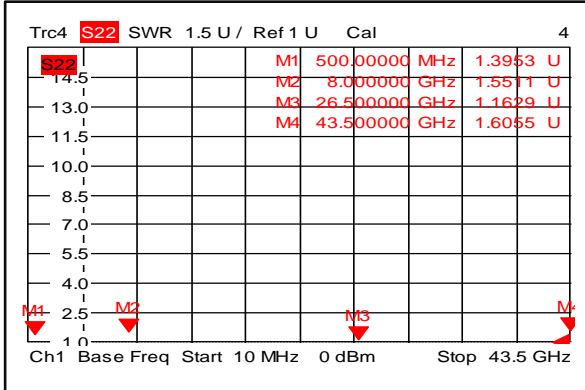 Trc4 S22 SWR 1.5 U / Ref 1 U Cal 4
S22
M1 500.00000 MHz 1.3953 U
M2 8.000000 GHz 1.5511 U
M3 26.500000 GHz 1.1629 U
M4 43.500000 GHz 1.6055 U
14.5
13.0
11.5
10.0
8.5
7.0
5.5
4.0
2.5
1.0
M1
M2
M3
M4
Ch1 Base Freq Start 10 MHz 0 dBm Stop 43.5 GHz